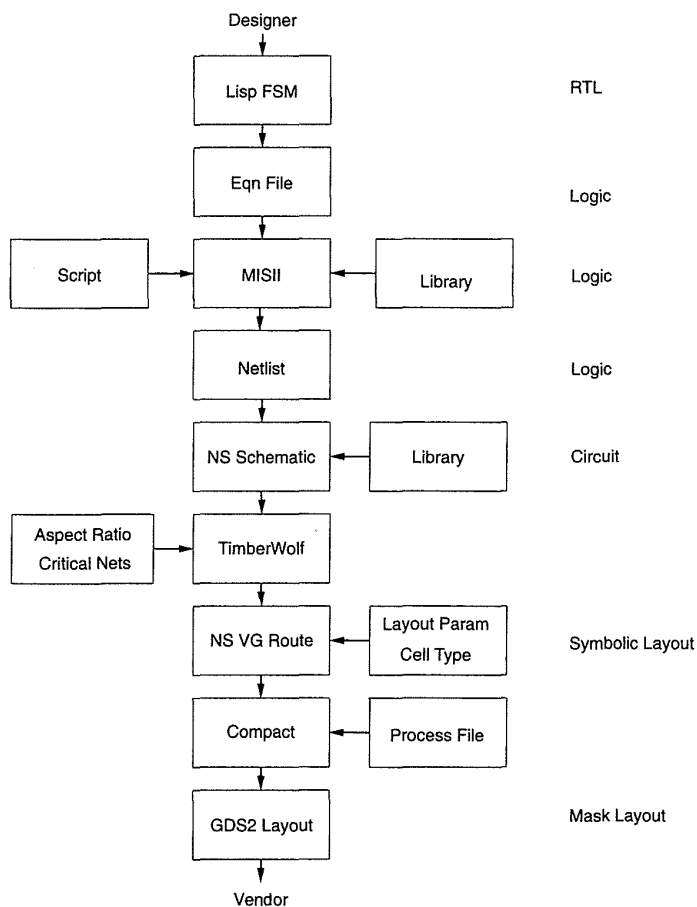 Designer
Lisp FSM
RTL
Eqn File
Logic
Script
MISII
Library
Logic
Netlist
Logic
NS Schematic
Library
Circuit
Aspect Ratio
Critical Nets
TimberWolf
NS VG Route
Layout Param
Cell Type
Symbolic Layout
Compact
Process File
GDS2 Layout
Mask Layout
Vendor